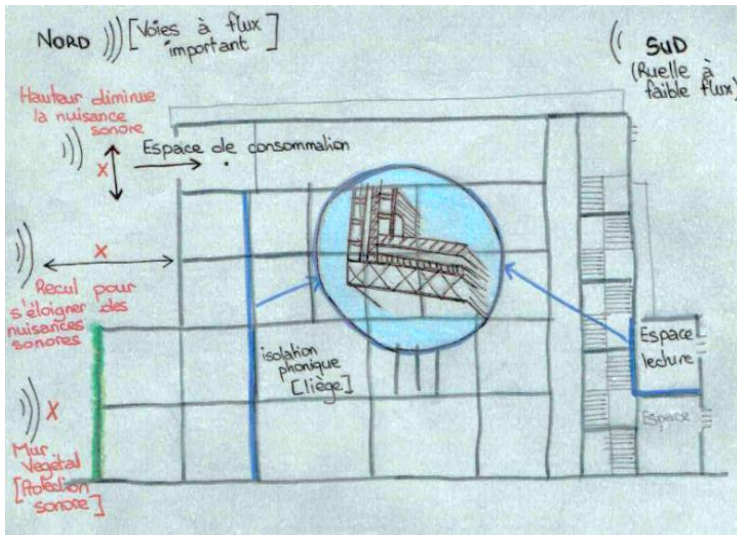 NORD
[Voies à flux
important]
SUD
(Ruelle à
faible flux)
Hauteur diminue
la nuisance
sonore
X
Espace de consommation
X
Recul pour
s'éloigner des
nuisances
sonores
isolation
phonique
[liège]
Espace
lecture
Espace
X
Mur
Vegétal
[Protection
sonore]